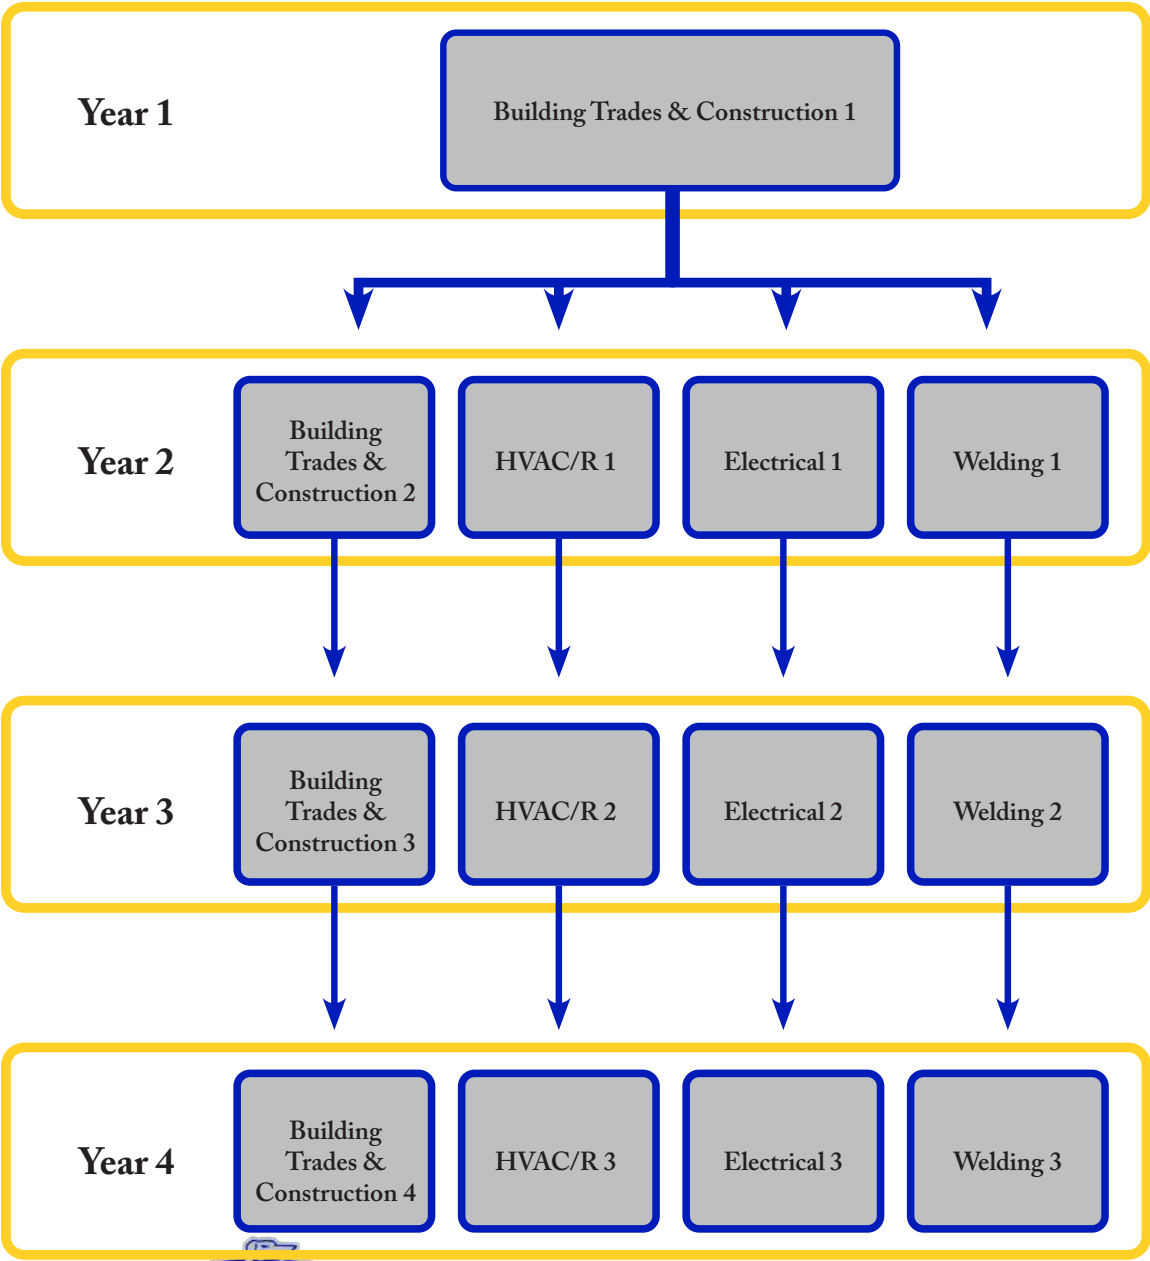 Year 1
Building Trades & Construction 1
Year 2
Building
Trades &
Construction 2
HVAC/R 1
Electrical 1
Welding 1
Year 3
Building
Trades &
Construction 3
HVAC/R 2
Electrical 2
Welding 2
Year 4
Building
Trades &
Construction 4
HVAC/R 3
Electrical 3
Welding 3